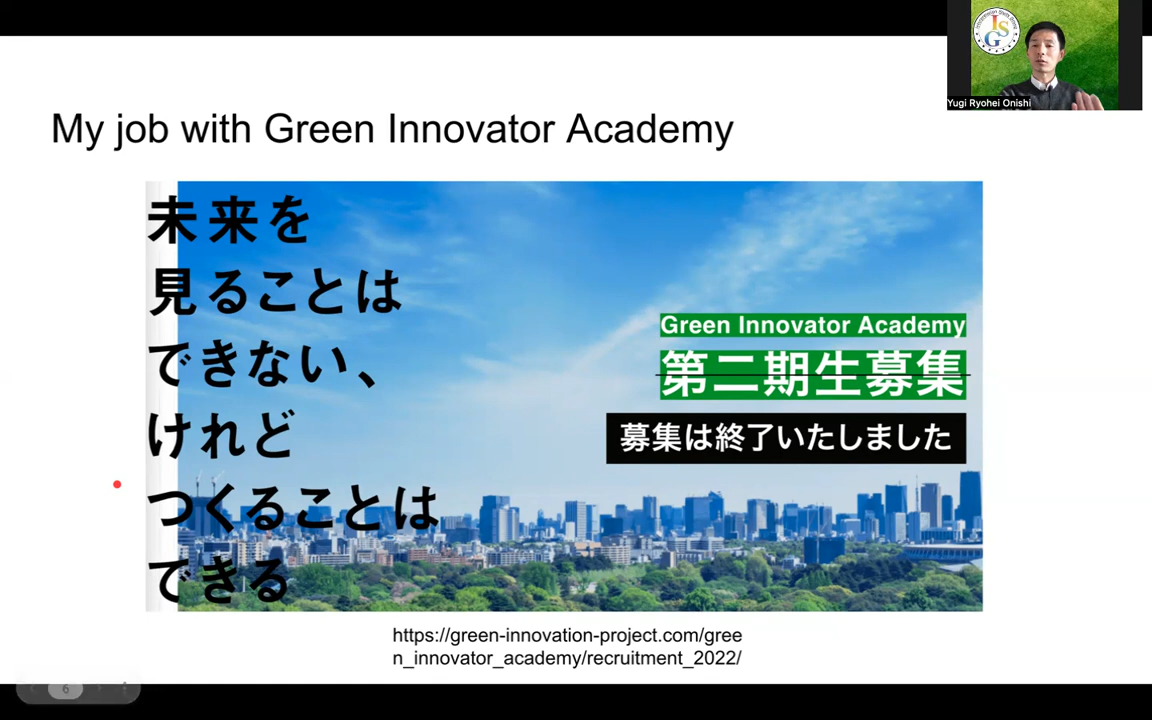 My job with Green Innovator Academy
未来を
見ることは
できない、
けれど
つくることは
できる
Green Innovator Academy
第二期生募集
募集は終了いたしました
https://green-innovation-project.com/gree
n_innovator_academy/recruitment_2022/
Yugi Ryohei Onishi
ISG
6